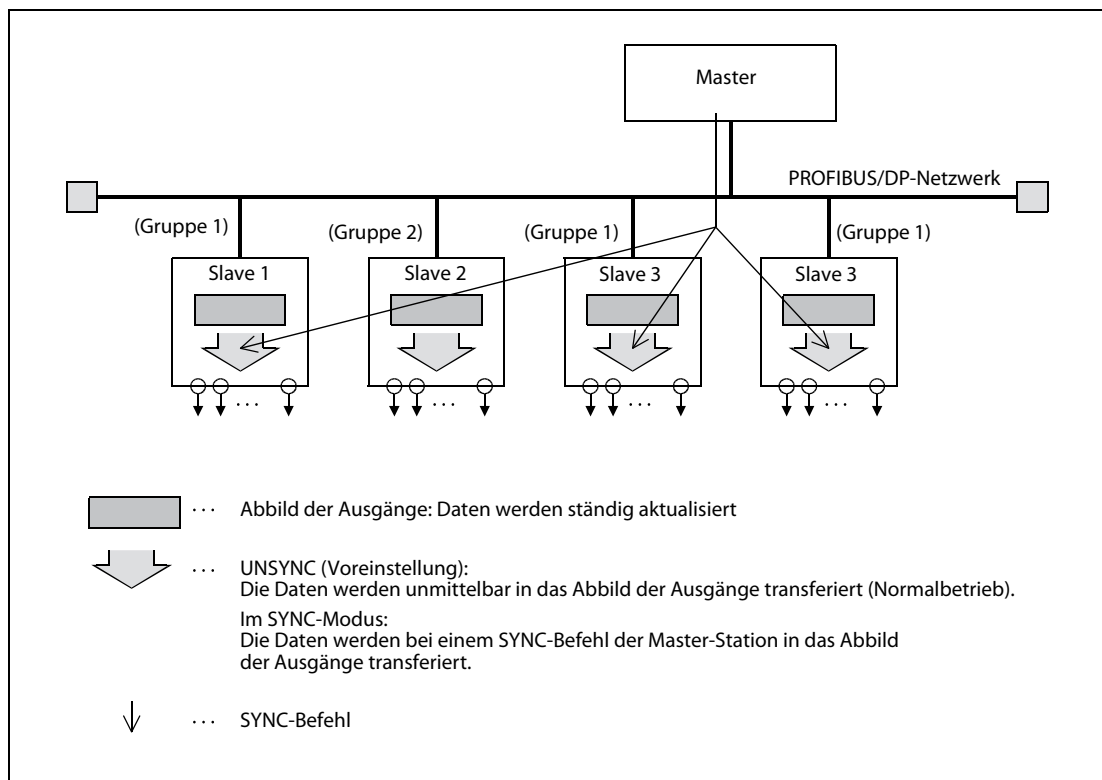 Master
PROFIBUS/DP-Netzwerk
(Gruppe 1)
(Gruppe 2)
(Gruppe 1)
(Gruppe 1)
Slave 1
Slave 2
Slave 3
Slave 3
...
...
...
...
... Abbild der Ausgänge: Daten werden ständig aktualisiert
... UNSYNC (Voreinstellung):
Die Daten werden unmittelbar in das Abbild der Ausgänge transferiert (Normalbetrieb).
Im SYNC-Modus:
Die Daten werden bei einem SYNC-Befehl der Master-Station in das Abbild
der Ausgänge transferiert.
... SYNC-Befehl